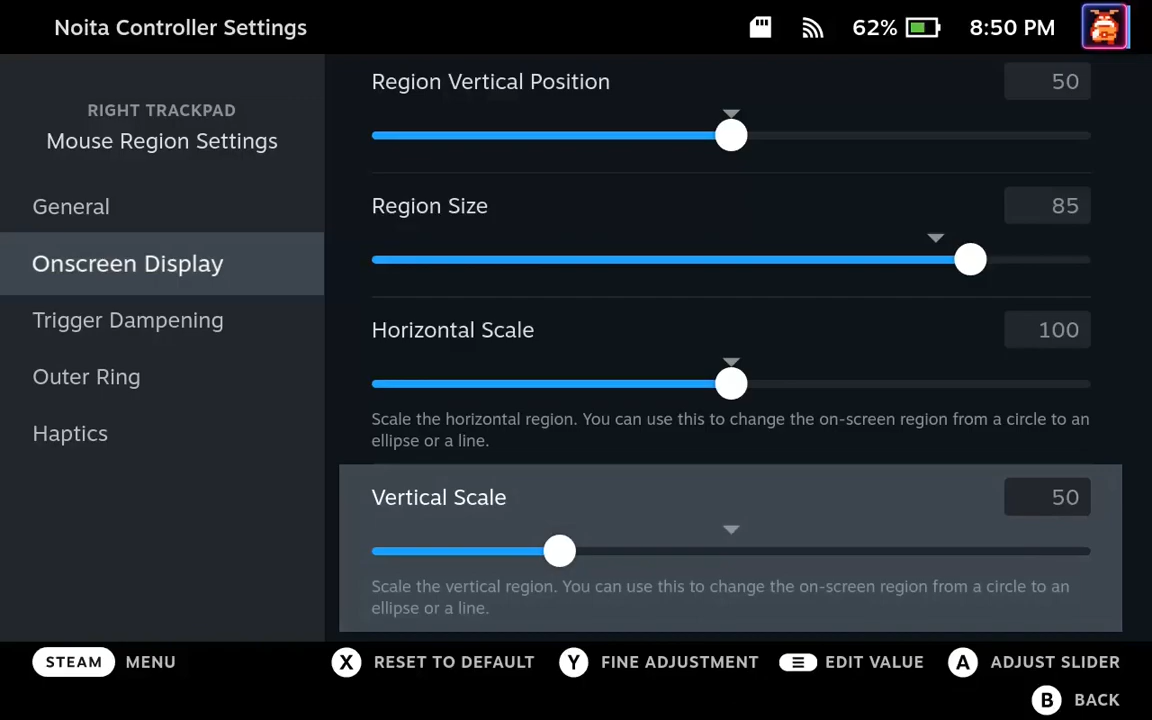 Noita Controller Settings
62%
8:50 PM
RIGHT TRACKPAD
Mouse Region Settings
General
Onscreen Display
Trigger Dampening
Outer Ring
Haptics
Region Vertical Position
50
Region Size
85
Horizontal Scale
100
Scale the horizontal region. You can use this to change the on-screen region from a circle to an
ellipse or a line.
Vertical Scale
50
Scale the vertical region. You can use this to change the on-screen region from a circle to an
ellipse or a line.
STEAM MENU
X RESET TO DEFAULT
Y FINE ADJUSTMENT
EDIT VALUE
A ADJUST SLIDER
B BACK